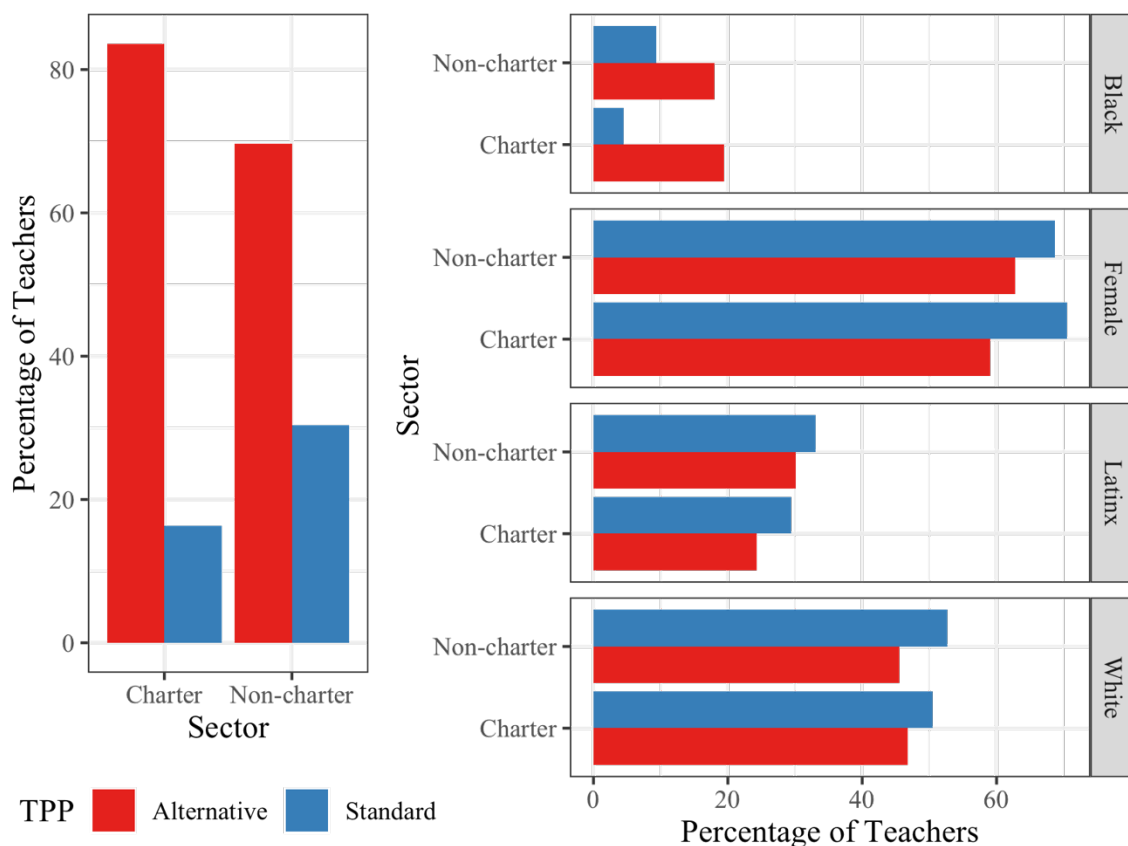 Percentage of Teachers
80
60
40
20
0
Charter Non-charter
Sector
TPP Alternative Standard
Sector
Non-charter
Charter
Black
Non-charter
Charter
Female
Non-charter
Charter
Latinx
Non-charter
Charter
White
0 20 40 60
Percentage of Teachers